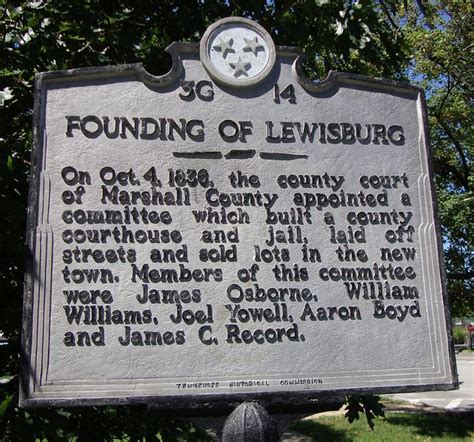 3G 14
FOUNDING OF LEWISBURG
On Oct. 4, 1836, the county court
of Marshall County appointed a
committee which built a county
courthouse and jail, laid off
streets and sold lots in the new
town. Members of this committee
were James Osborne, William
Williams, Joel Yowell, Aaron Boyd
and James C. Record.
TENNESSEE HISTORICAL COMMISSION